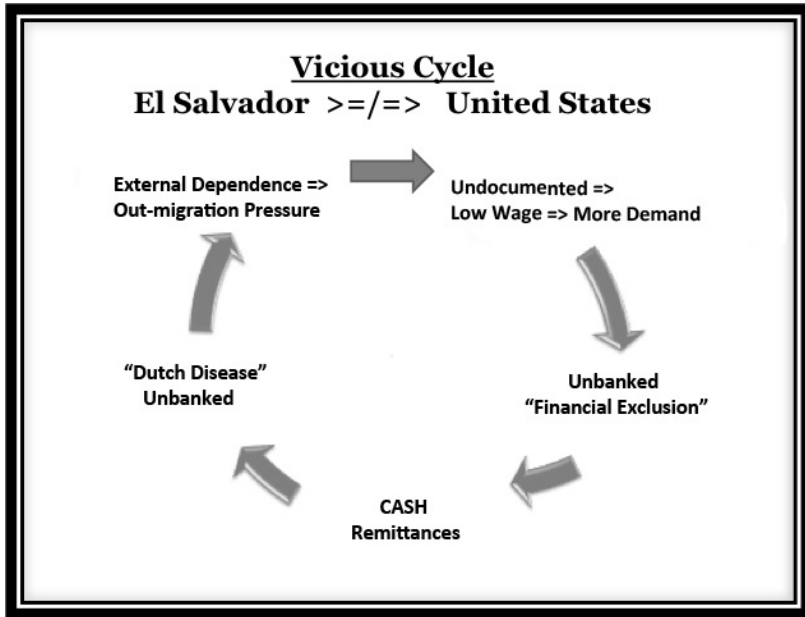 Vicious Cycle
El Salvador >=/=> United States
External Dependence =>
Out-migration Pressure
Undocumented =>
Low Wage => More Demand
Unbanked
“Financial Exclusion”
CASH
Remittances
“Dutch Disease”
Unbanked